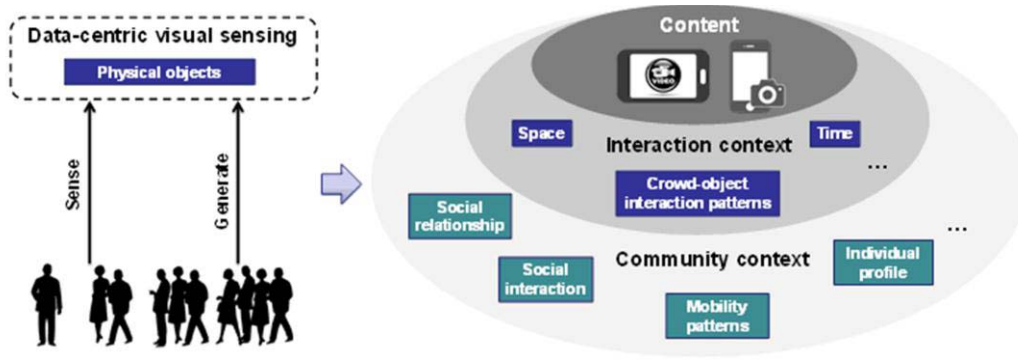 Data-centric visual sensing
Physical objects
Sense
Generate
Content
VIDEO
Space
Time
Interaction context
...
Crowd-object
interaction patterns
Social
relationship
...
Community context
Individual
profile
Social
interaction
Mobility
patterns